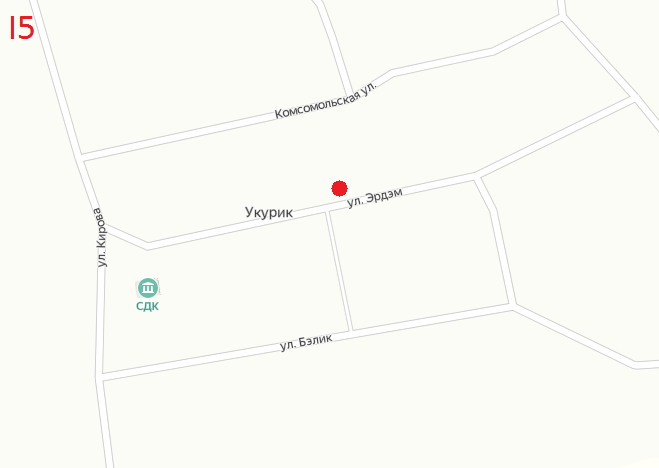 I5
Комсомольская ул.
ул. Эрдэм
Укурик
ул. Кирова
СДК
ул. Бэлик